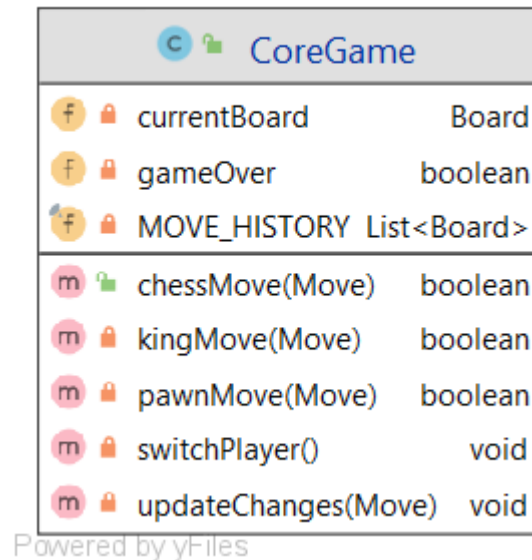 C CoreGame
f currentBoard Board
f gameOver boolean
f MOVE_HISTORY List<Board>
m chessMove(Move) boolean
m kingMove(Move) boolean
m pawnMove(Move) boolean
m switchPlayer() void
m updateChanges(Move) void
Powered by yFiles